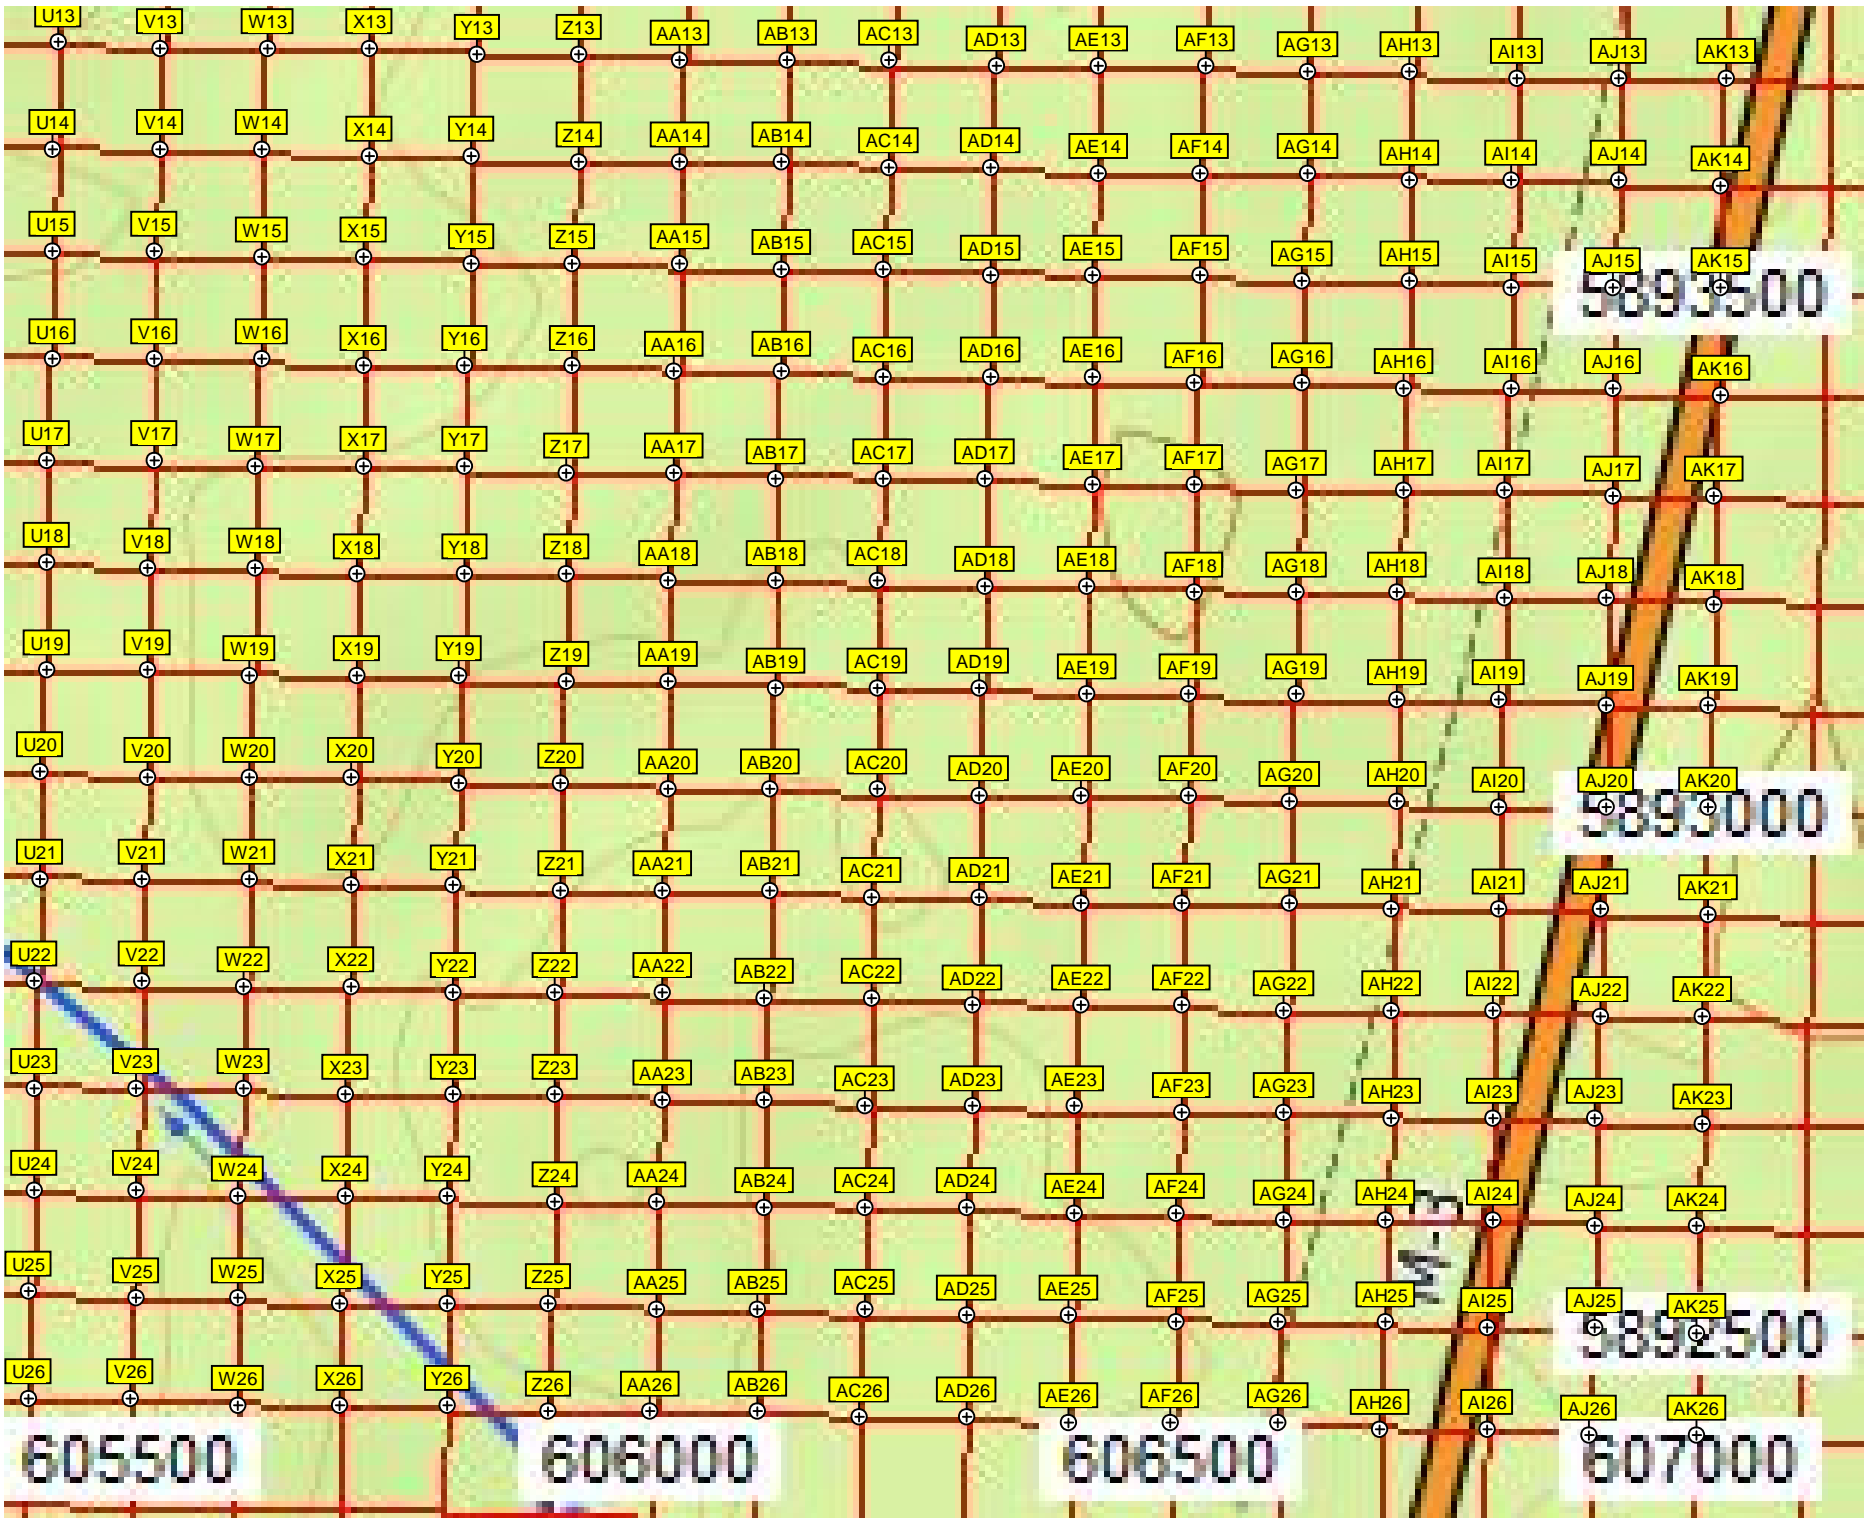 U13 V13 W13 X13 Y13 Z13 AA13 AB13 AC13 AD13 AE13 AF13 AG13 AH13 AI13 AJ13 AK13
U14 V14 W14 X14 Y14 Z14 AA14 AB14 AC14 AD14 AE14 AF14 AG14 AH14 AI14 AJ14 AK14
U15 V15 W15 X15 Y15 Z15 AA15 AB15 AC15 AD15 AE15 AF15 AG15 AH15 AI15 AJ15 AK15
5893500
U16 V16 W16 X16 Y16 Z16 AA16 AB16 AC16 AD16 AE16 AF16 AG16 AH16 AI16 AJ16 AK16
U17 V17 W17 X17 Y17 Z17 AA17 AB17 AC17 AD17 AE17 AF17 AG17 AH17 AI17 AJ17 AK17
U18 V18 W18 X18 Y18 Z18 AA18 AB18 AC18 AD18 AE18 AF18 AG18 AH18 AI18 AJ18 AK18
U19 V19 W19 X19 Y19 Z19 AA19 AB19 AC19 AD19 AE19 AF19 AG19 AH19 AI19 AJ19 AK19
U20 V20 W20 X20 Y20 Z20 AA20 AB20 AC20 AD20 AE20 AF20 AG20 AH20 AI20 AJ20 AK20
5893000
U21 V21 W21 X21 Y21 Z21 AA21 AB21 AC21 AD21 AE21 AF21 AG21 AH21 AI21 AJ21 AK21
U22 V22 W22 X22 Y22 Z22 AA22 AB22 AC22 AD22 AE22 AF22 AG22 AH22 AI22 AJ22 AK22
U23 V23 W23 X23 Y23 Z23 AA23 AB23 AC23 AD23 AE23 AF23 AG23 AH23 AI23 AJ23 AK23
U24 V24 W24 X24 Y24 Z24 AA24 AB24 AC24 AD24 AE24 AF24 AG24 AH24 AI24 AJ24 AK24
M-3
U25 V25 W25 X25 Y25 Z25 AA25 AB25 AC25 AD25 AE25 AF25 AG25 AH25 AI25 AJ25 AK25
5892500
U26 V26 W26 X26 Y26 Z26 AA26 AB26 AC26 AD26 AE26 AF26 AG26 AH26 AI26 AJ26 AK26
605500 606000 606500 607000